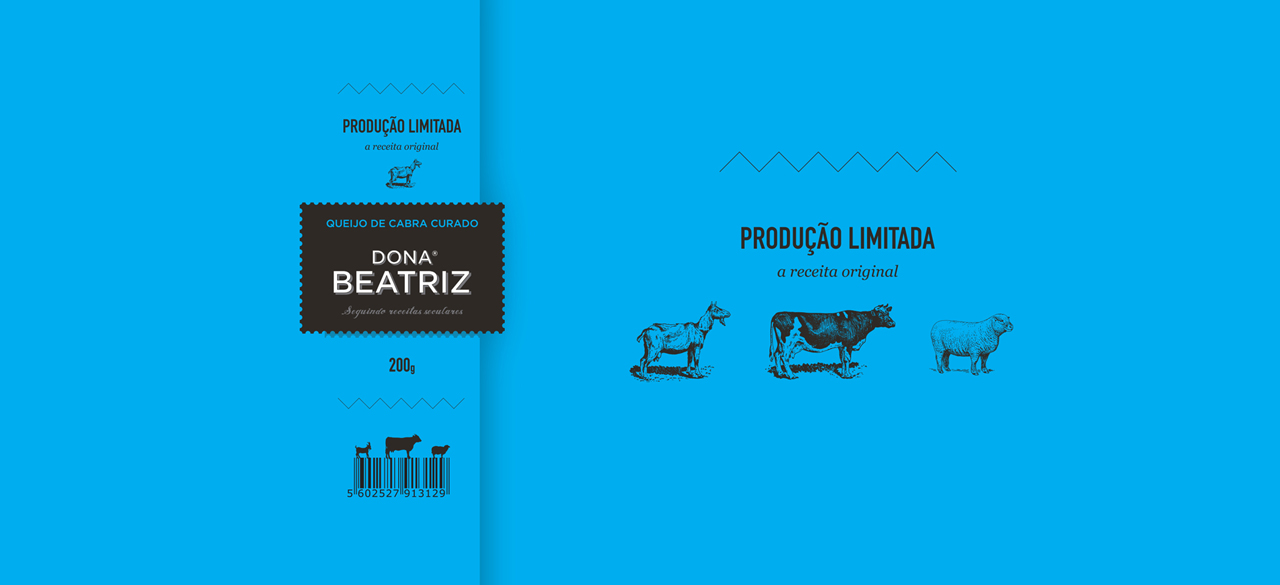 PRODUÇÃO LIMITADA
a receita original
QUEIJO DE CABRA CURADO
DONA®
BEATRIZ
Seguindo receitas seculares
200g
5 602527 913129
PRODUÇÃO LIMITADA
a receita original